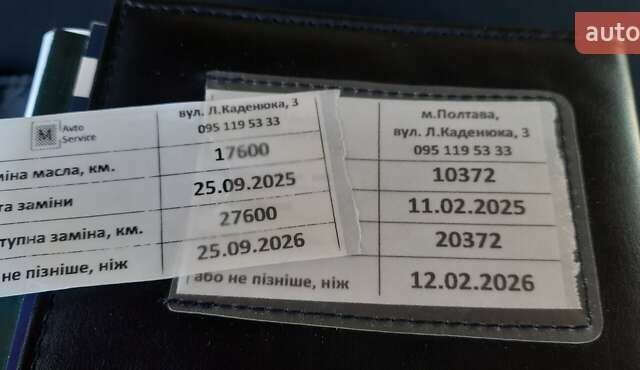 auto
м.Полтава,
вул. Л.Каденюка, 3
095 119 53 33
10372
11.02.2025
20372
або не пізніше, ніж 12.02.2026
M Avto Service
вул. Л.Каденюка, 3
095 119 53 33
міна масла, км. 17600
та заміни 25.09.2025
тупна заміна, км. 27600
не пізніше, ніж 25.09.2026